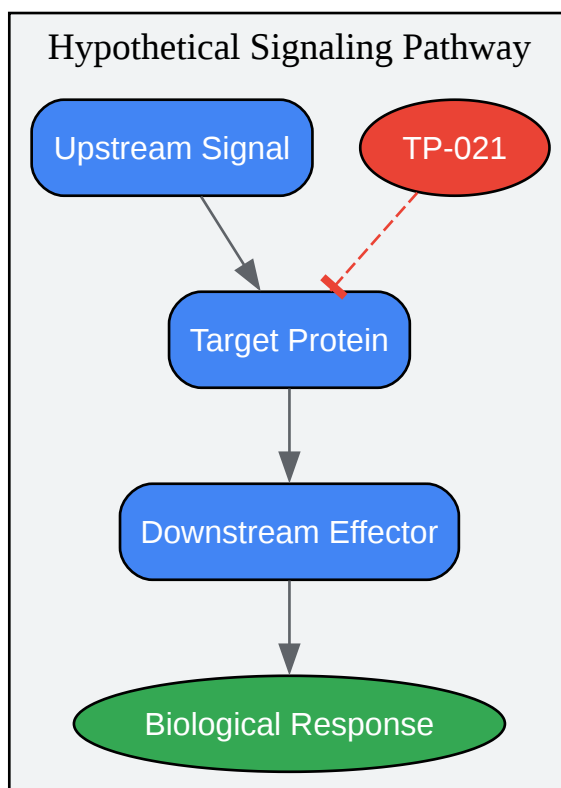 Hypothetical Signaling Pathway
Upstream Signal
TP-021
Target Protein
Downstream Effector
Biological Response